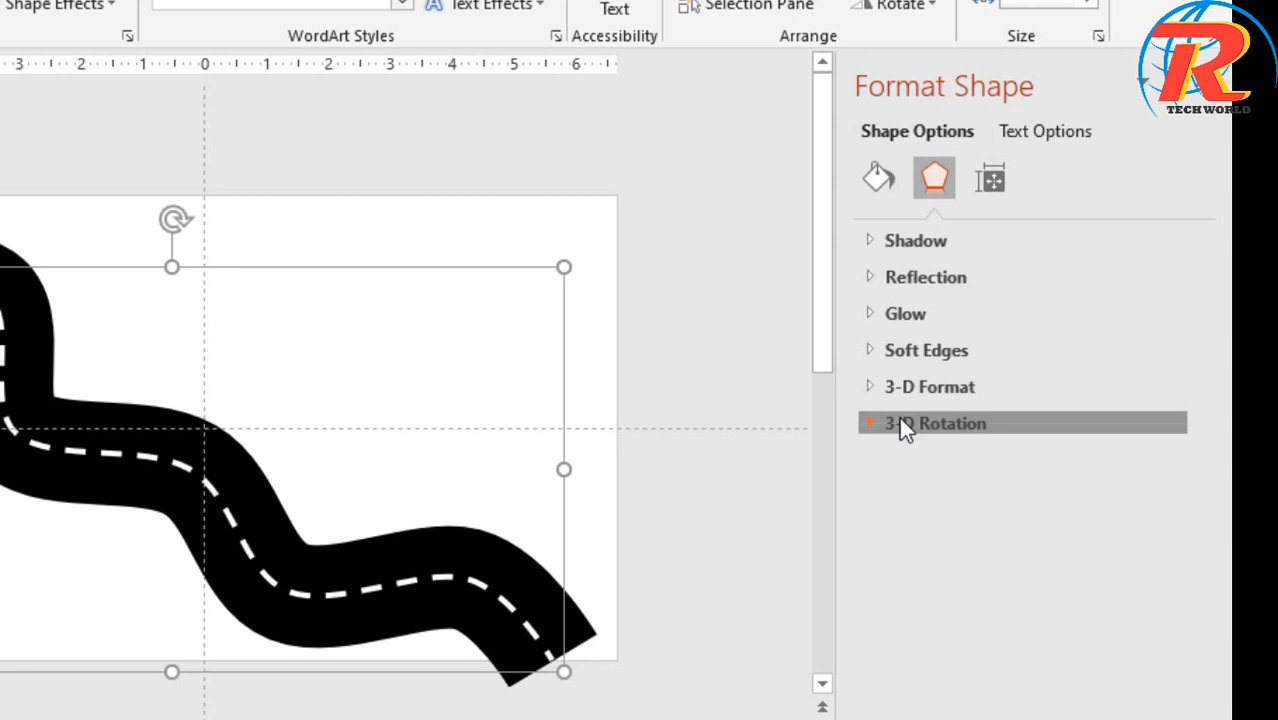 Shape Effects
Text Effects
Text
Selection Pane
Rotate
WordArt Styles
Accessibility
Arrange
Size
3 2 1 0 1 2 3 4 5 6
R
TECH WORLD
Format Shape
Shape Options Text Options
Shadow
Reflection
Glow
Soft Edges
3-D Format
3-D Rotation